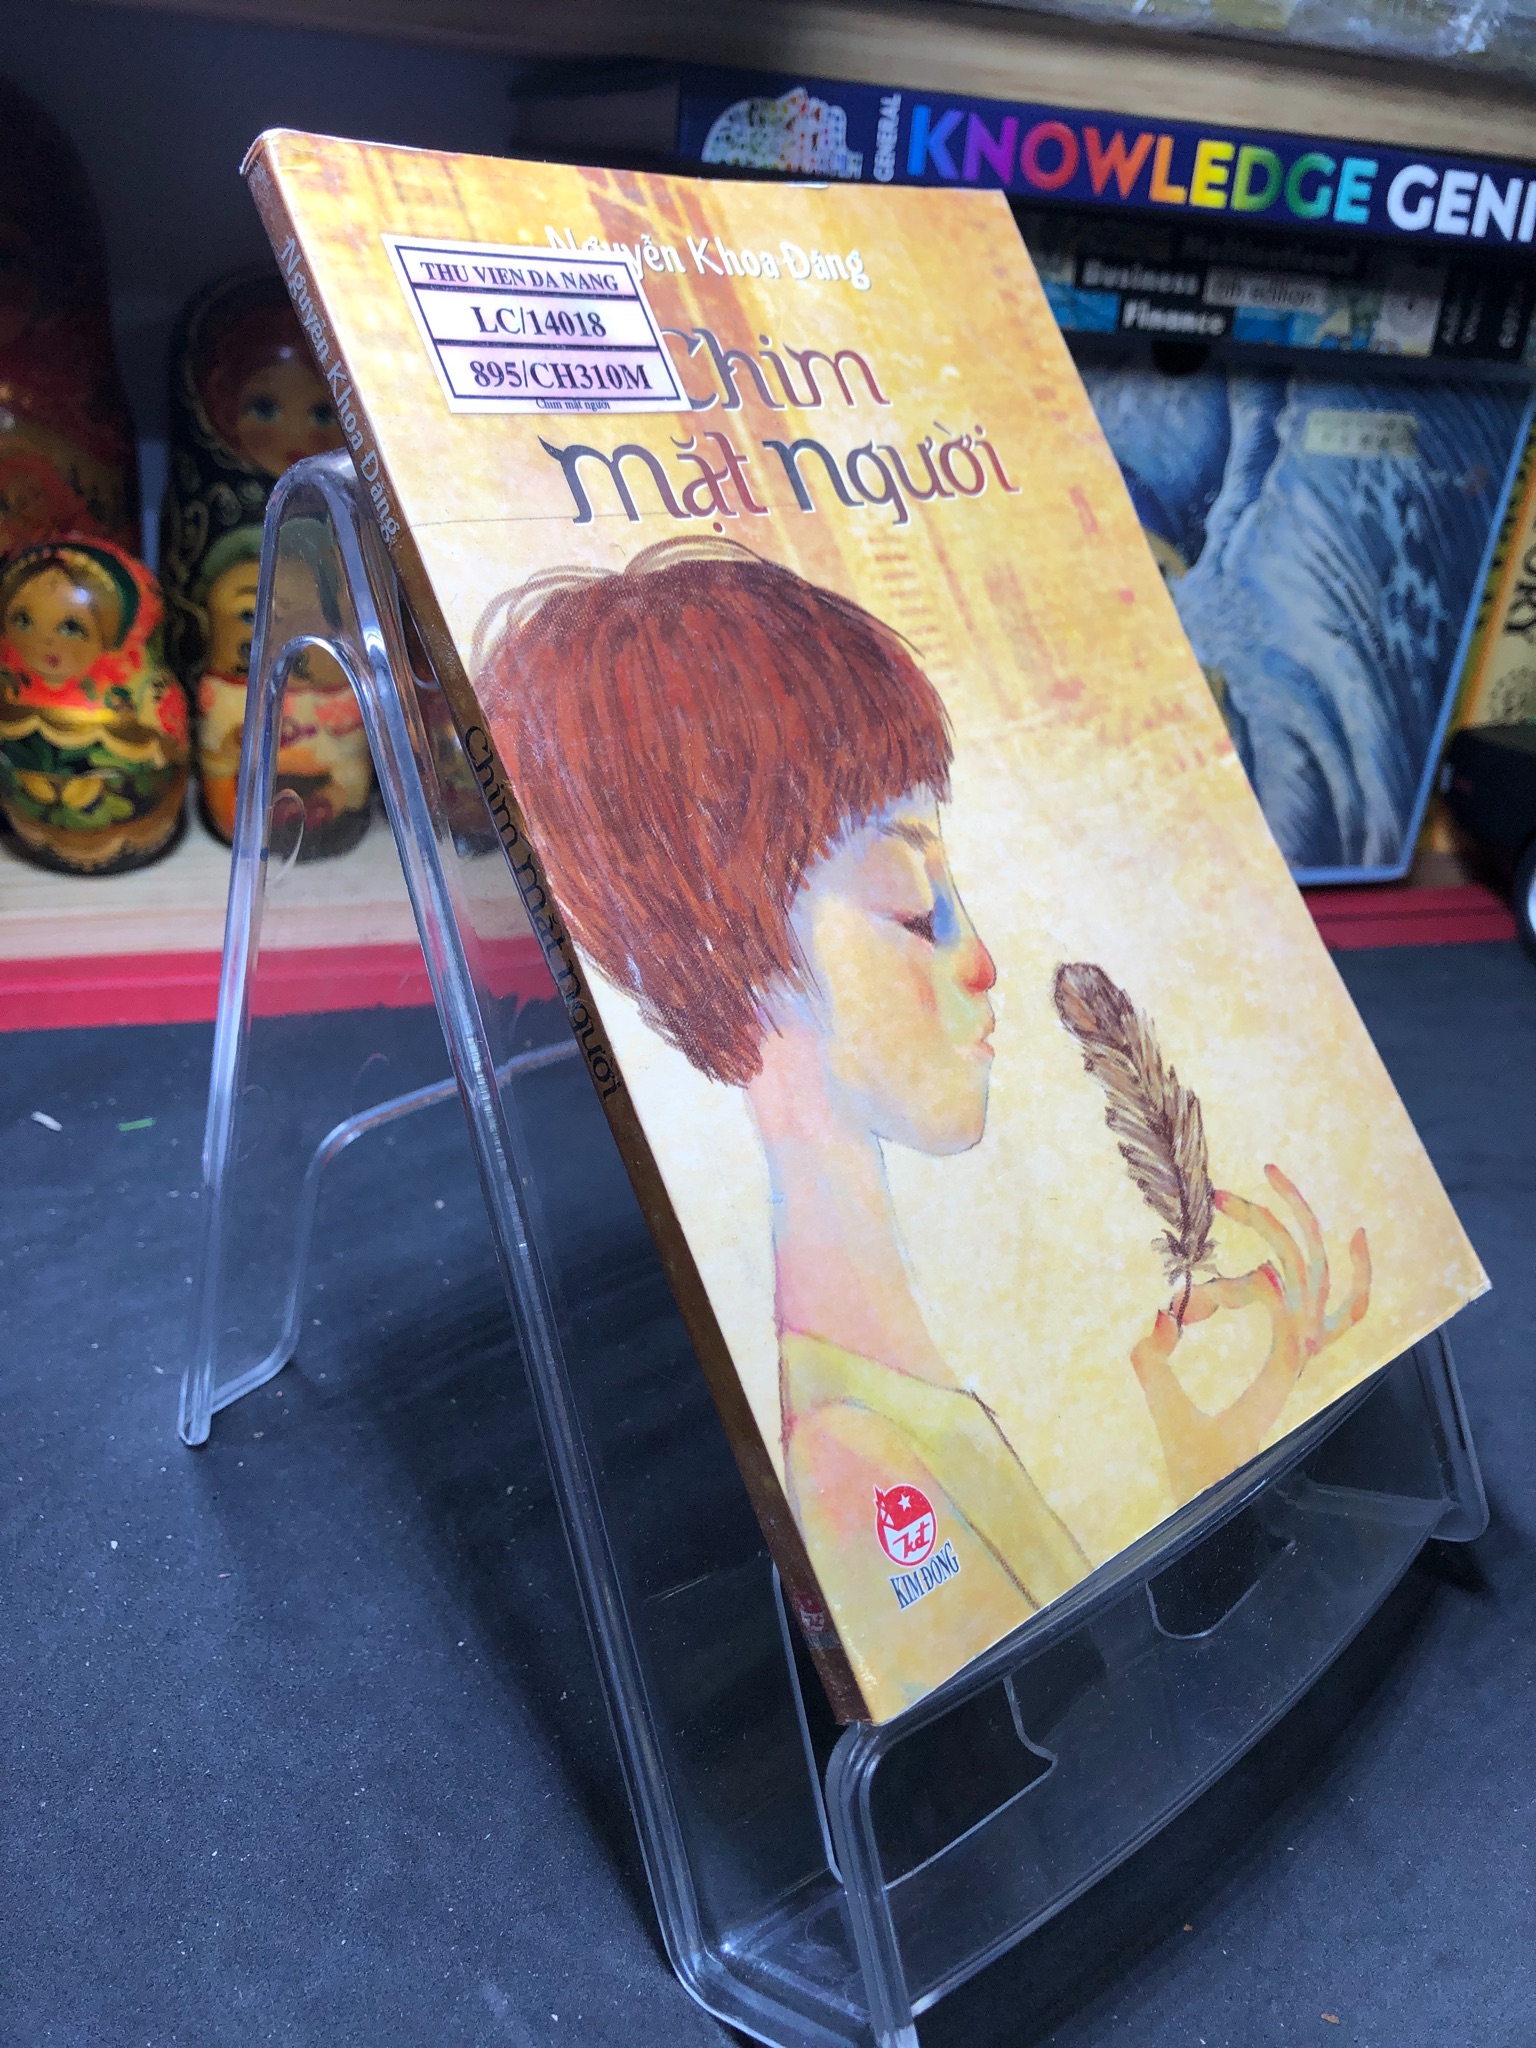 GENERAL KNOWLEDGE GENI
Business
Finance
Nguyễn Khoa Đăng
THU VIEN DA NANG
LC/14018
895/CH310M
Chim mặt người
Chim
mặt người
Nguyễn Khoa Đăng
Chim mặt người
KIM ĐỒNG